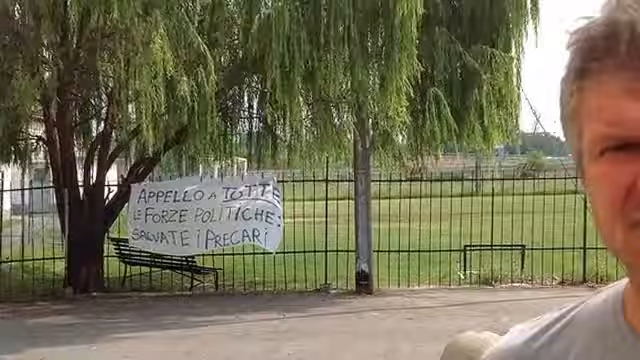 APPELLO A TUTTE
LE FORZE POLITICHE:
SALVATE i PRECARi